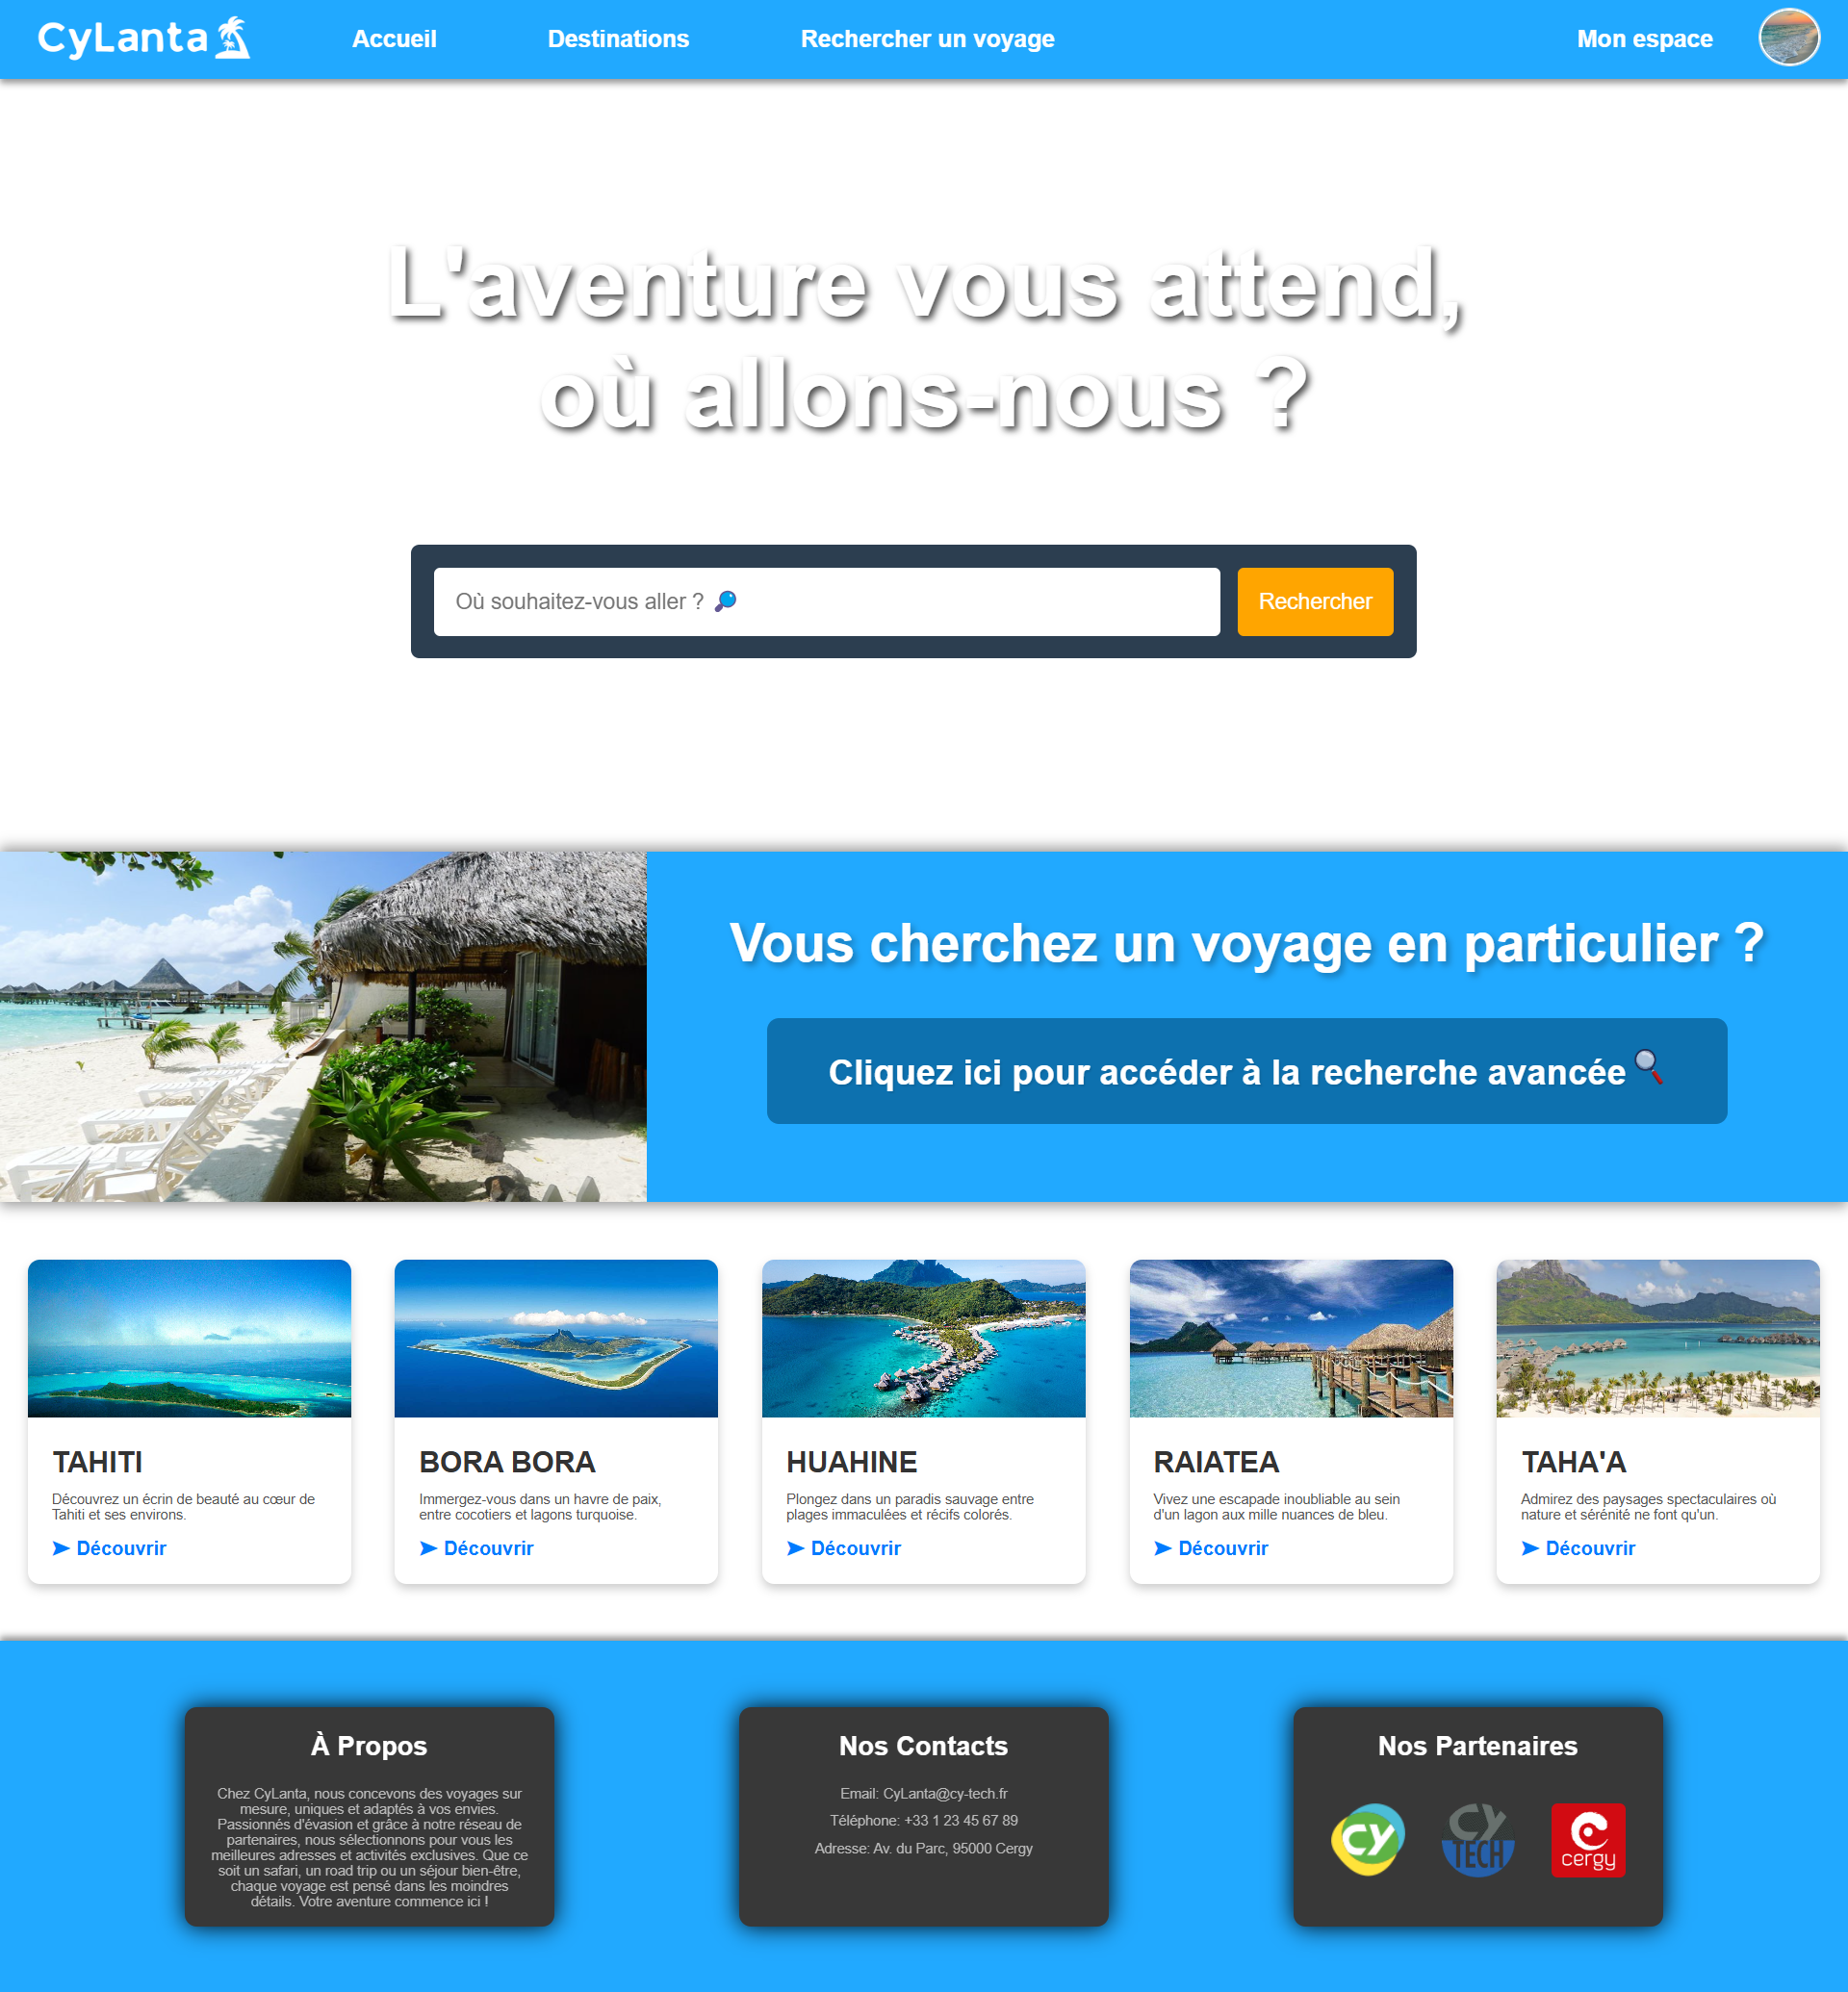 CyLanta
Accueil
Destinations
Rechercher un voyage
Mon espace
L'aventure vous attend,
où allons-nous ?
Où souhaitez-vous aller ? 🔎
Rechercher
Vous cherchez un voyage en particulier ?
Cliquez ici pour accéder à la recherche avancée
TAHITI
Découvrez un écrin de beauté au cœur de
Tahiti et ses environs.
➤ Découvrir
BORA BORA
Immergez-vous dans un havre de paix,
entre cocotiers et lagons turquoise.
➤ Découvrir
HUAHINE
Plongez dans un paradis sauvage entre
plages immaculées et récifs colorés.
➤ Découvrir
RAIATEA
Vivez une escapade inoubliable au sein
d'un lagon aux mille nuances de bleu.
➤ Découvrir
TAHA'A
Admirez des paysages spectaculaires où
nature et sérénité ne font qu'un.
➤ Découvrir
À Propos
Chez CyLanta, nous concevons des voyages sur
mesure, uniques et adaptés à vos envies.
Passionnés d'évasion et grâce à notre réseau de
partenaires, nous sélectionnons pour vous les
meilleures adresses et activités exclusives. Que ce
soit un safari, un road trip ou un séjour bien-être,
chaque voyage est pensé dans les moindres
détails. Votre aventure commence ici !
Nos Contacts
Email: CyLanta@cy-tech.fr
Téléphone: +33 1 23 45 67 89
Adresse: Av. du Parc, 95000 Cergy
Nos Partenaires
CY
CY
TECH
cergy